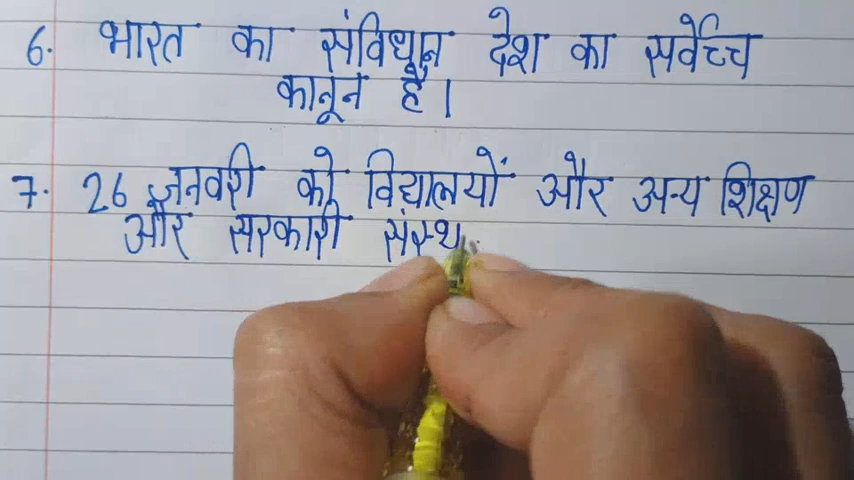 6. भारत का संविधान देश का सर्वोच्च
कानून है।
7. 26 जनवरी को विद्यालयों और अन्य शिक्षण
और सरकारी संस्थ